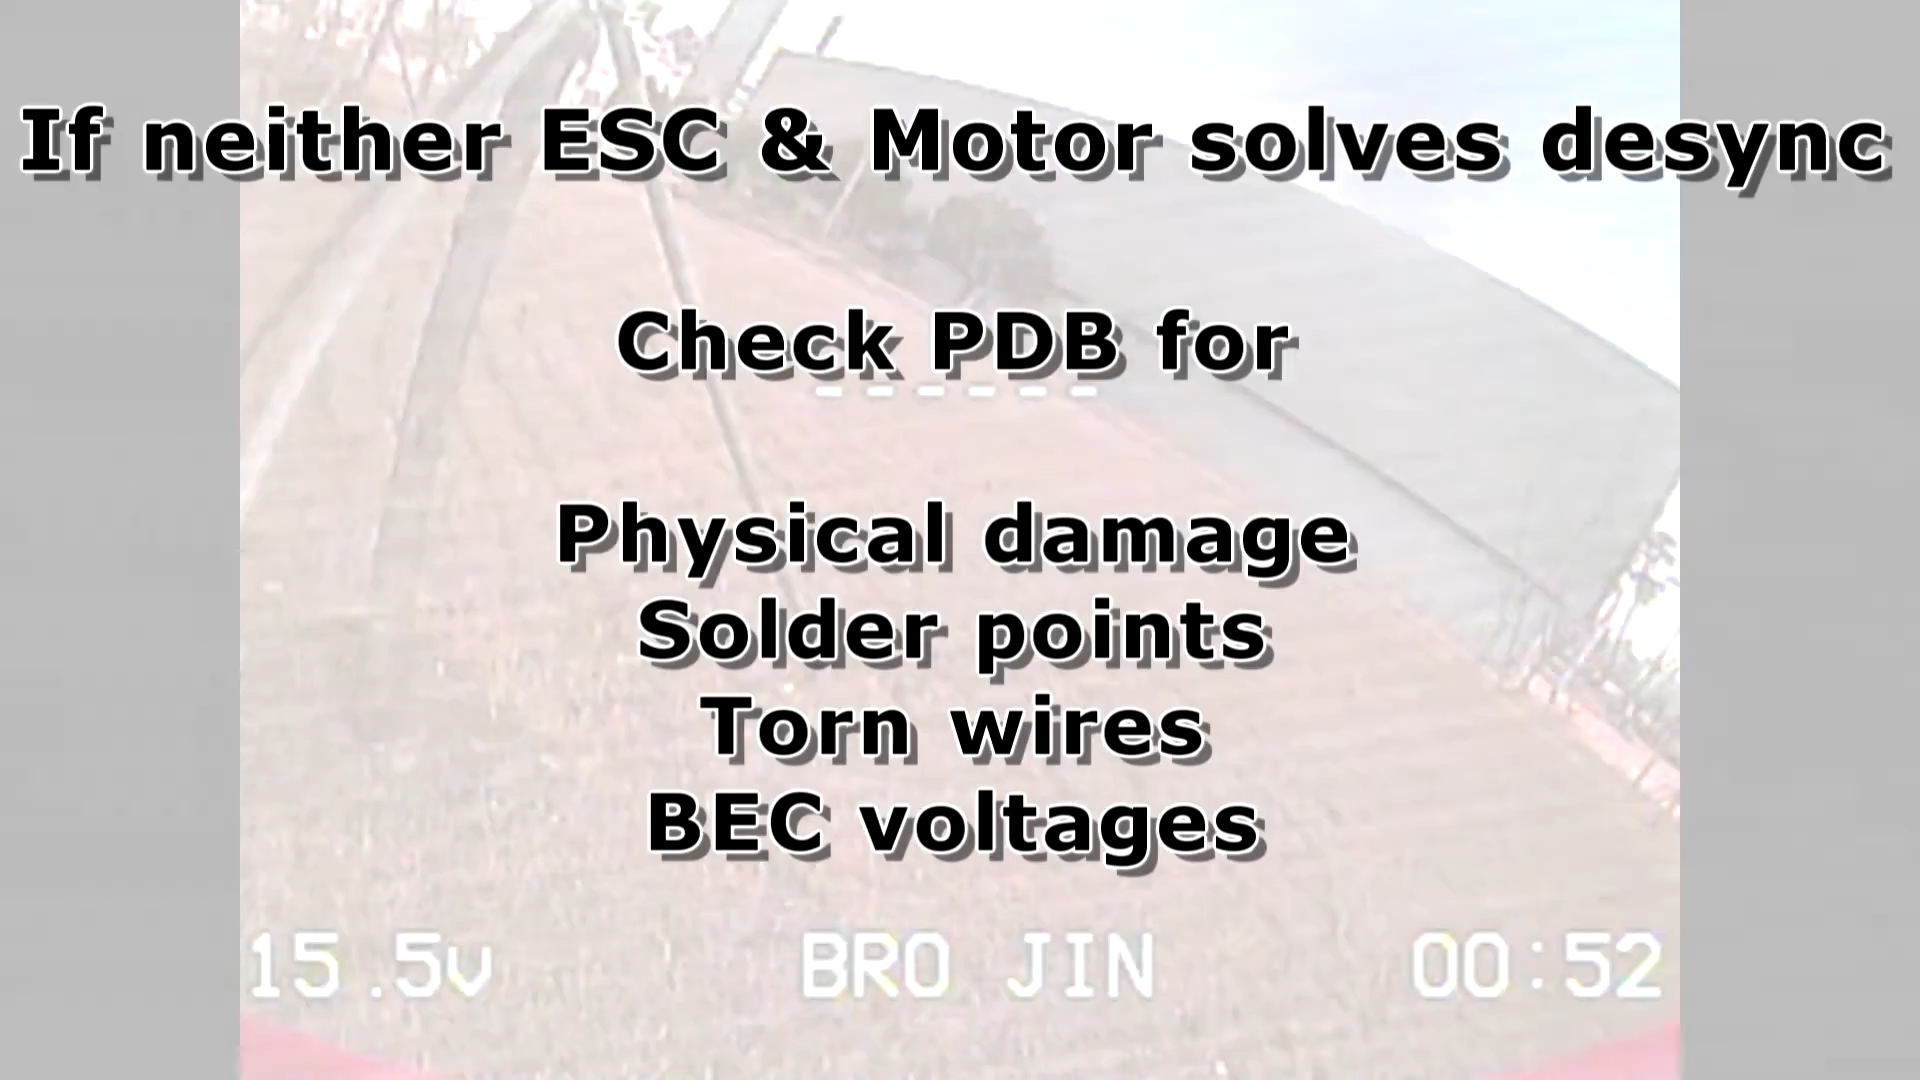 If neither ESC & Motor solves desync
Check PDB for
Physical damage
Solder points
Torn wires
BEC voltages
15.5v BRO JIN 00:52